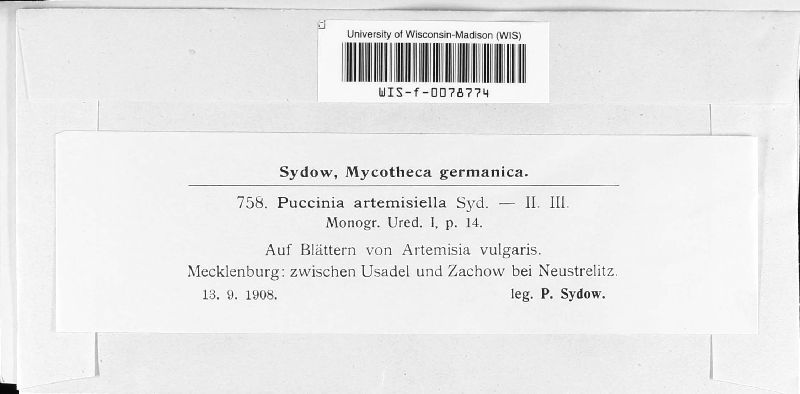 University of Wisconsin-Madison (WIS)
WIS-f-0078774
Sydow, Mycotheca germanica.
758. Puccinia artemisiella Syd. — II. III.
Monogr. Ured. I, p. 14.
Auf Blättern von Artemisia vulgaris.
Mecklenburg: zwischen Usadel und Zachow bei Neustrelitz.
13. 9. 1908. leg. P. Sydow.